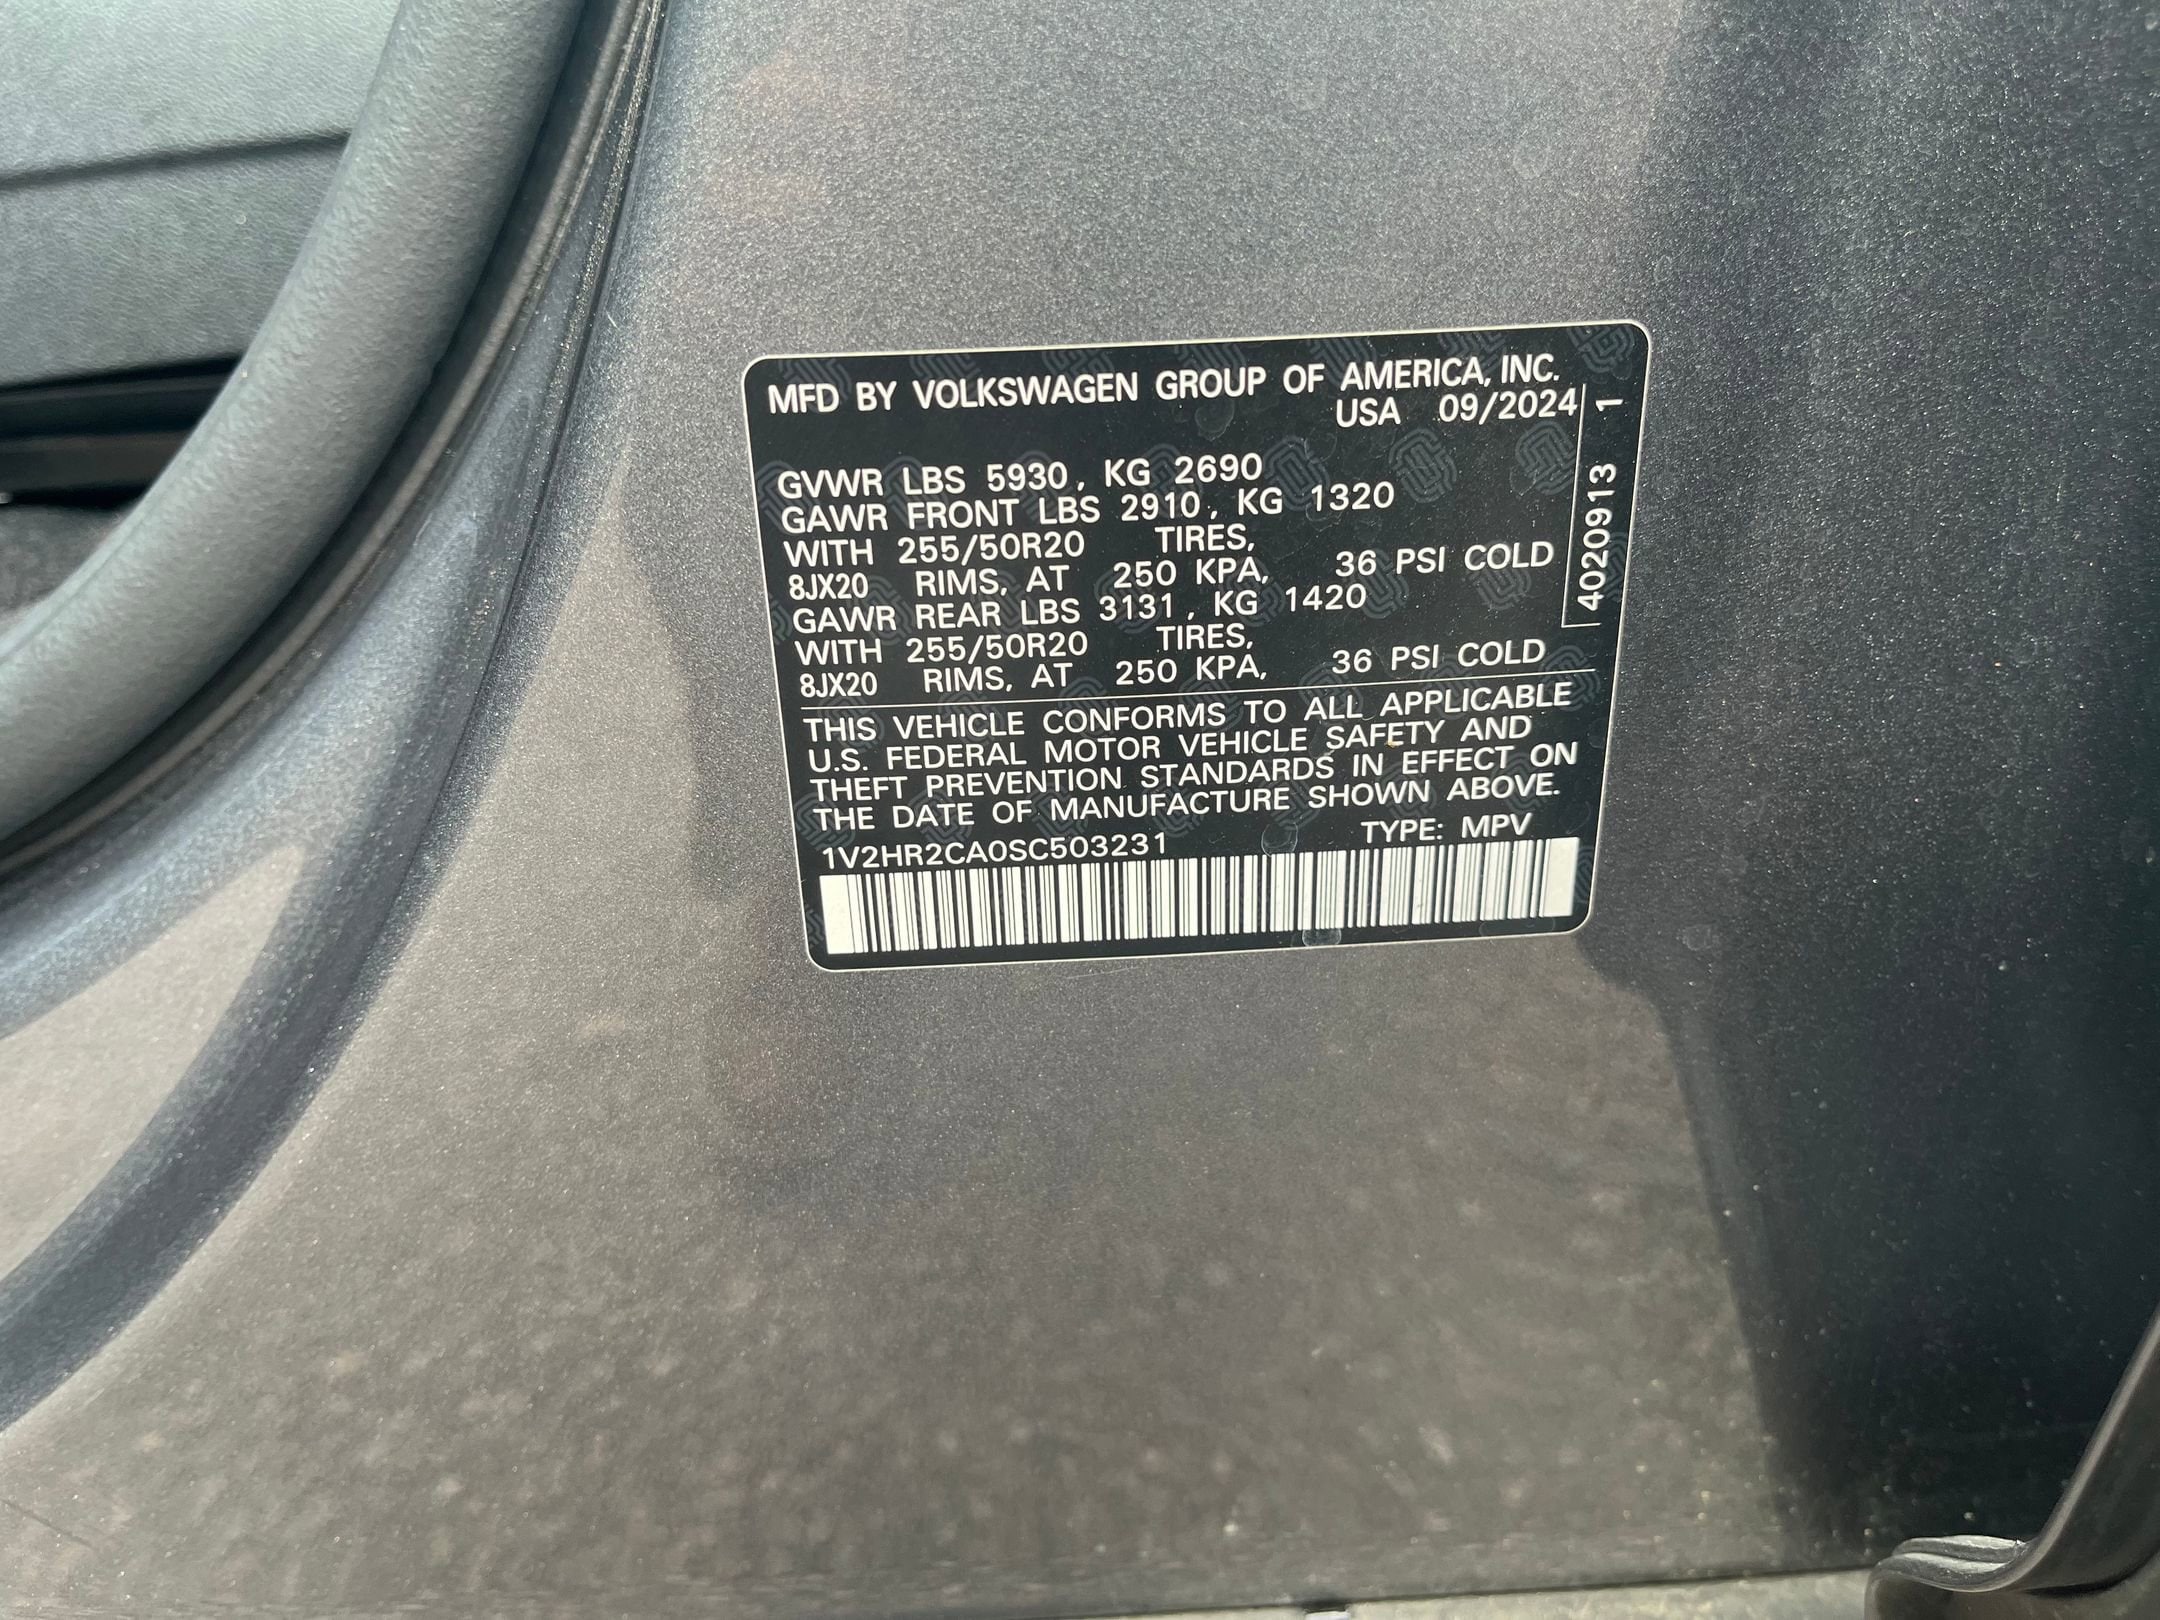 MFD BY VOLKSWAGEN GROUP OF AMERICA, INC.
USA 09/2024
GVWR LBS 5930, KG 2690
GAWR FRONT LBS 2910, KG 1320
WITH 255/50R20 TIRES,
8JX20 RIMS, AT 250 KPA, 36 PSI COLD
GAWR REAR LBS 3131, KG 1420
WITH 255/50R20 TIRES,
8JX20 RIMS, AT 250 KPA, 36 PSI COLD
THIS VEHICLE CONFORMS TO ALL APPLICABLE
U.S. FEDERAL MOTOR VEHICLE SAFETY AND
THEFT PREVENTION STANDARDS IN EFFECT ON
THE DATE OF MANUFACTURE SHOWN ABOVE.
1V2HR2CA0SC503231 TYPE: MPV
4020913 1